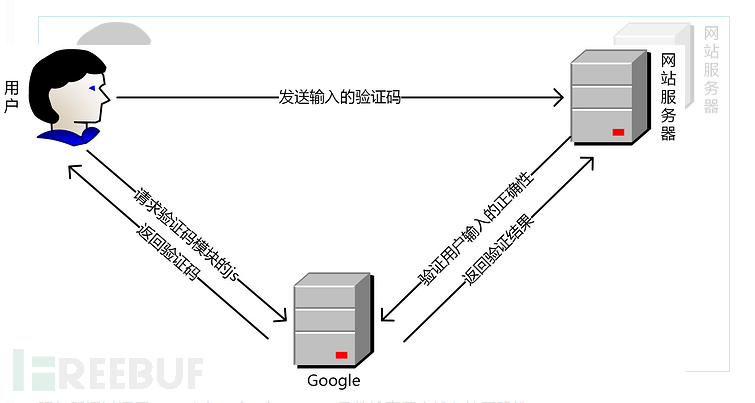 用户
发送输入的验证码
网站服务器
网站服务器
请求验证码模块的js
返回验证码
验证用户输入的正确性
返回验证结果
Google
REEBUF